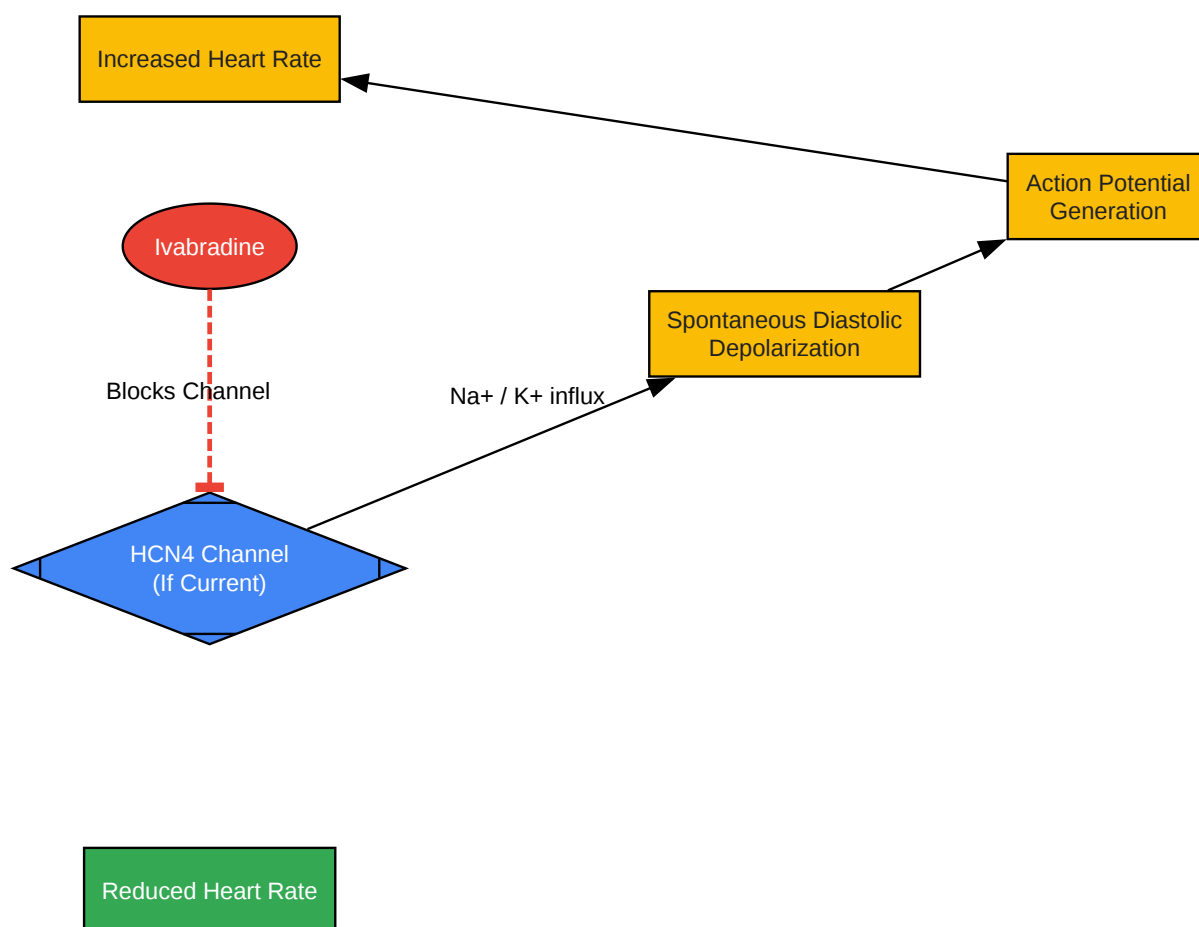 Increased Heart Rate
Action Potential
Generation
Ivabradine
Spontaneous Diastolic
Depolarization
Blocks Channel
Na+ / K+ influx
HCN4 Channel
(If Current)
Reduced Heart Rate